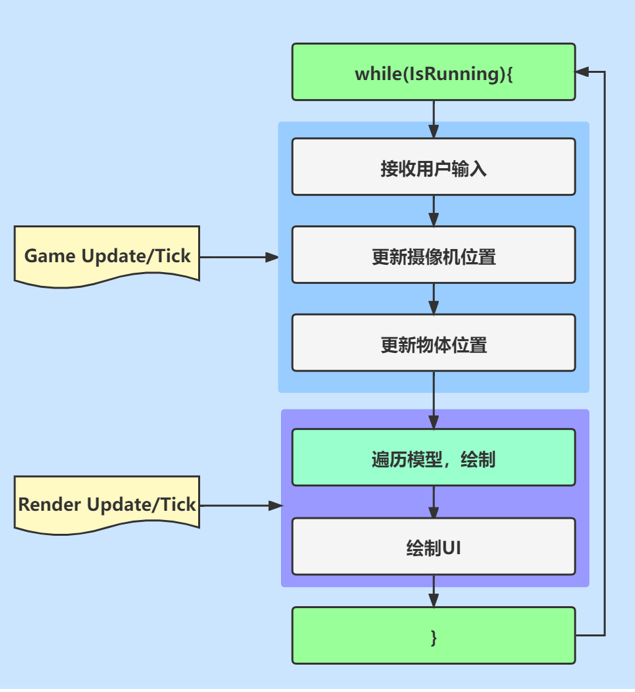 while(IsRunning){
接收用户输入
Game Update/Tick
更新摄像机位置
更新物体位置
遍历模型，绘制
Render Update/Tick
绘制UI
}